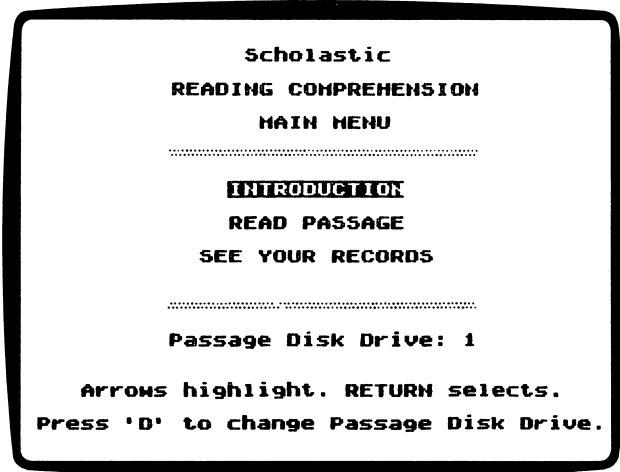 Scholastic
READING COMPREHENSION
MAIN MENU
INTRODUCTION
READ PASSAGE
SEE YOUR RECORDS
Passage Disk Drive: 1
Arrows highlight. RETURN selects.
Press 'D' to change Passage Disk Drive.